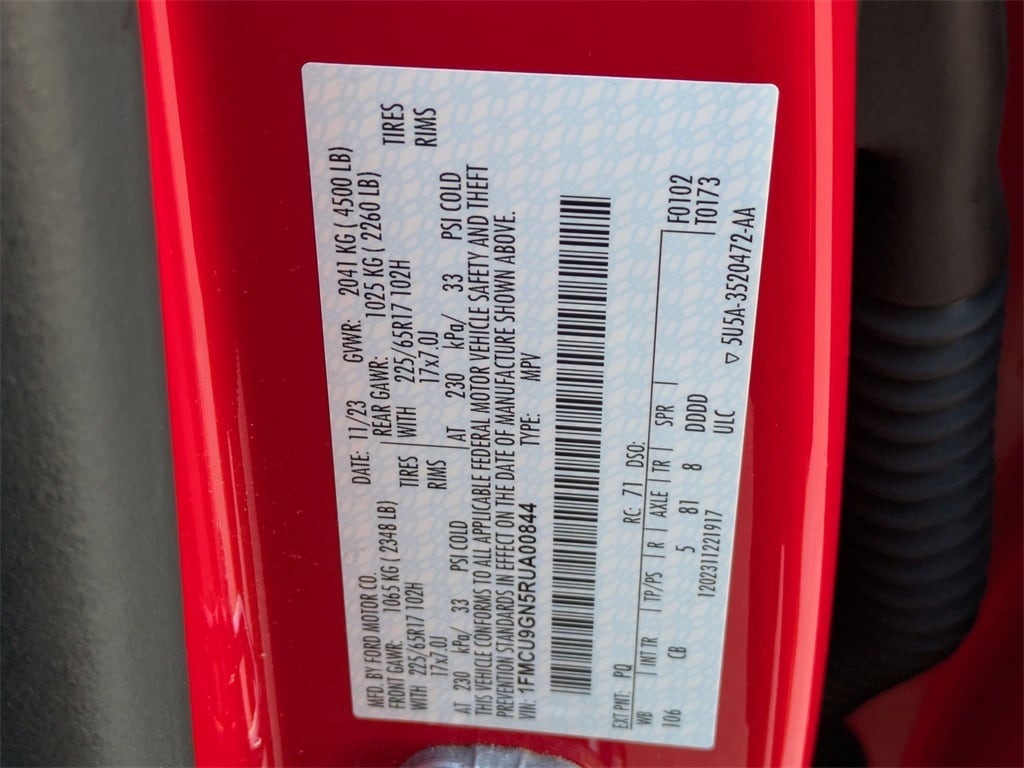 MFD. BY FORD MOTOR CO. DATE: 11/23 GVWR: 2041 KG ( 4500 LB)
FRONT GAWR: 1065 KG ( 2348 LB) REAR GAWR: 1025 KG ( 2260 LB)
WITH 225/65R17 102H TIRES WITH 225/65R17 102H TIRES
17x7.0J RIMS 17x7.0J RIMS
AT 230 kPa/ 33 PSI COLD AT 230 kPa/ 33 PSI COLD
THIS VEHICLE CONFORMS TO ALL APPLICABLE FEDERAL MOTOR VEHICLE SAFETY AND THEFT
PREVENTION STANDARDS IN EFFECT ON THE DATE OF MANUFACTURE SHOWN ABOVE.
VIN: 1FMCU9GN5RUA00844 TYPE: MPV
EXT PNT: PQ RC: 71 DSO: F0102
WB INT TR TP/PS R AXLE TR SPR T0173
106 CB 5 81 8 DDDD
1202311221917 ULC
▽ 5U5A-3520472-AA